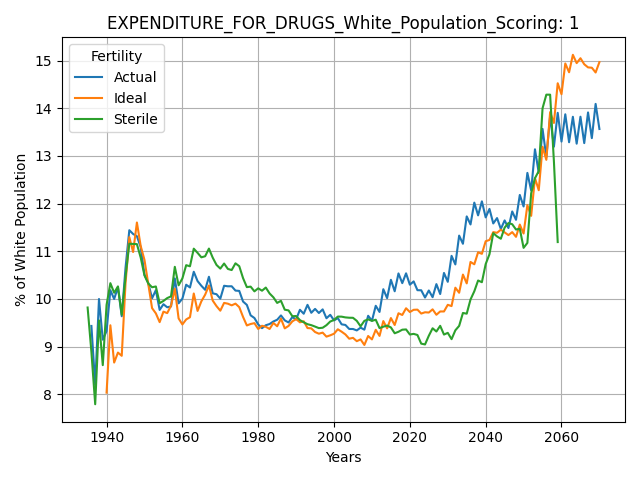 EXPENDITURE_FOR_DRUGS_White_Population_Scoring: 1
Fertility
Actual
Ideal
Sterile
% of White Population
15
14
13
12
11
10
9
8
1940 1960 1980 2000 2020 2040 2060
Years